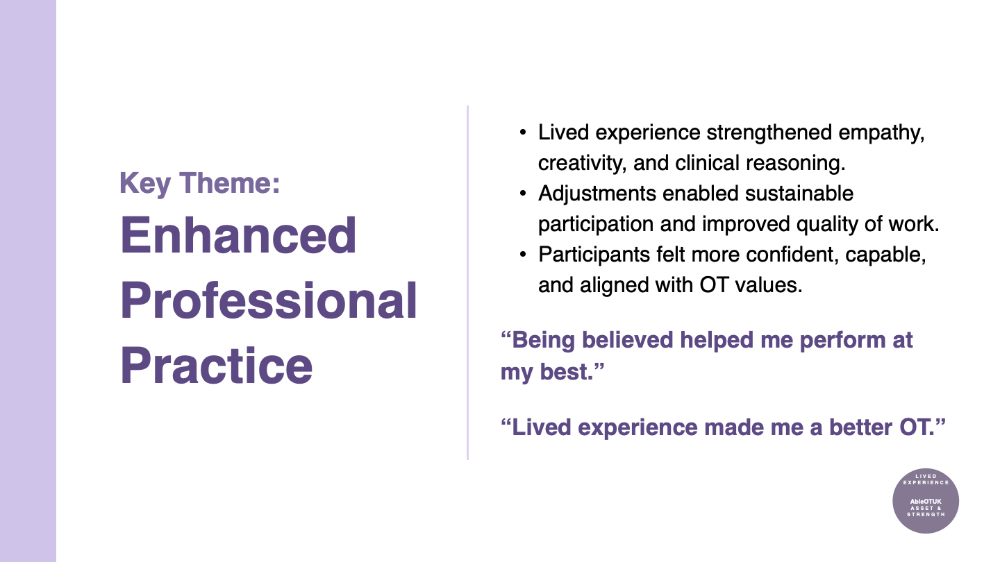 Key Theme:
Enhanced
Professional
Practice
• Lived experience strengthened empathy,
creativity, and clinical reasoning.
• Adjustments enabled sustainable
participation and improved quality of work.
• Participants felt more confident, capable,
and aligned with OT values.
“Being believed helped me perform at
my best.”
“Lived experience made me a better OT.”
LIVED
EXPERIENCE
AbleOTUK
ASSET &
STRENGTH